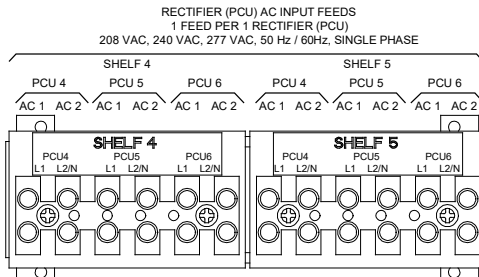 RECTIFIER (PCU) AC INPUT FEEDS
1 FEED PER 1 RECTIFIER (PCU)
208 VAC, 240 VAC, 277 VAC, 50 Hz / 60Hz, SINGLE PHASE
SHELF 4 SHELF 5
PCU 4 PCU 5 PCU 6 PCU 4 PCU 5 PCU 6
AC 1 AC 2 AC 1 AC 2 AC 1 AC 2 AC 1 AC 2 AC 1 AC 2 AC 1 AC 2
SHELF 4 SHELF 5
PCU4 PCU5 PCU6 PCU4 PCU5 PCU6
L1 L2/N L1 L2/N L1 L2/N L1 L2/N L1 L2/N L1 L2/N